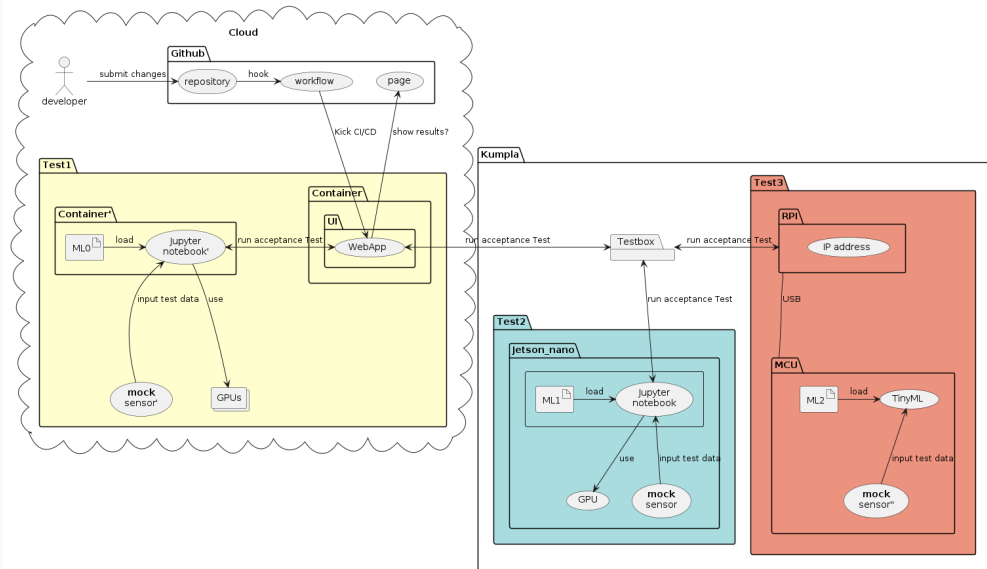 Cloud
Github
developer
submit changes
repository
hook
workflow
page
Kick CI/CD
show results?
Test1
Container'
ML0
load
Jupyter
notebook'
run acceptance Test
Container
UI
WebApp
input test data
use
mock
sensor'
GPUs
Kumpla
run acceptance Test
Testbox
run acceptance Test
run acceptance Test
Test2
Jetson_nano
ML1
load
Jupyter
notebook
use
input test data
GPU
mock
sensor
Test3
RPI
IP address
USB
MCU
ML2
load
TinyML
input test data
mock
sensor"